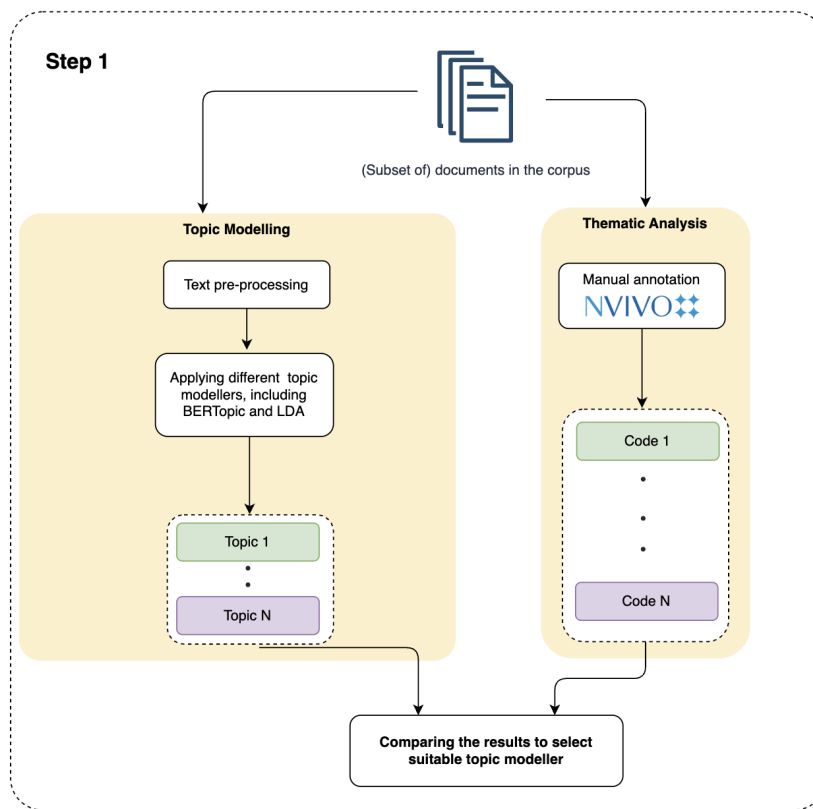 Step 1
(Subset of) documents in the corpus
Topic Modelling
Text pre-processing
Applying different topic
modellers, including
BERTopic and LDA
Topic 1
Topic N
Thematic Analysis
Manual annotation
NVIVO
Code 1
Code N
Comparing the results to select
suitable topic modeller